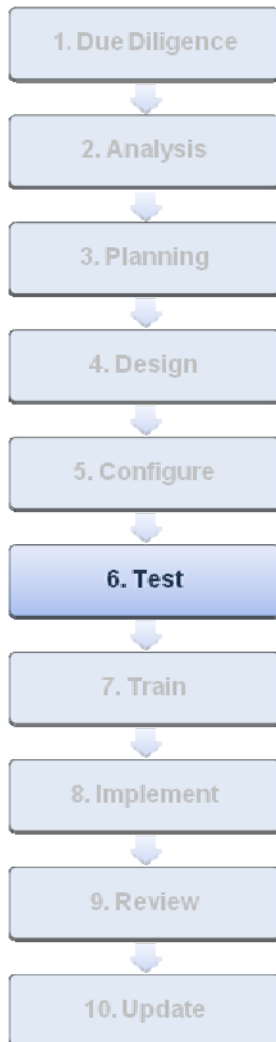 1. Due Diligence
2. Analysis
3. Planning
4. Design
5. Configure
6. Test
7. Train
8. Implement
9. Review
10. Update